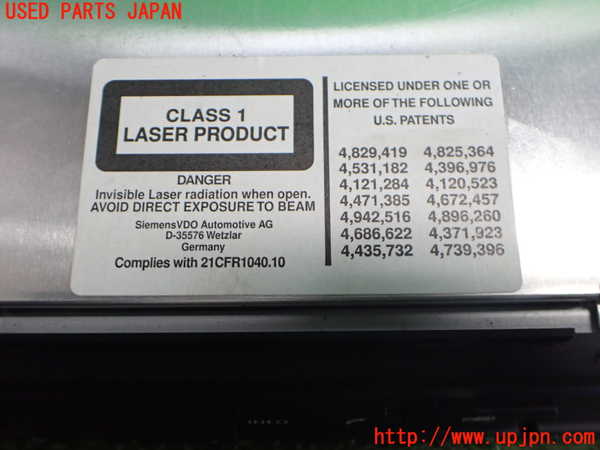 USED PARTS JAPAN
CLASS 1
LASER PRODUCT
DANGER
Invisible Laser radiation when open.
AVOID DIRECT EXPOSURE TO BEAM
SiemensVDO Automotive AG
D-35576 Wetzlar
Germany
Complies with 21CFR1040.10
LICENSED UNDER ONE OR
MORE OF THE FOLLOWING
U.S. PATENTS
4,829,419 4,825,364
4,531,182 4,396,976
4,121,284 4,120,523
4,471,385 4,672,457
4,942,516 4,896,260
4,686,622 4,371,923
4,435,732 4,739,396
http://www.upjpn.com/